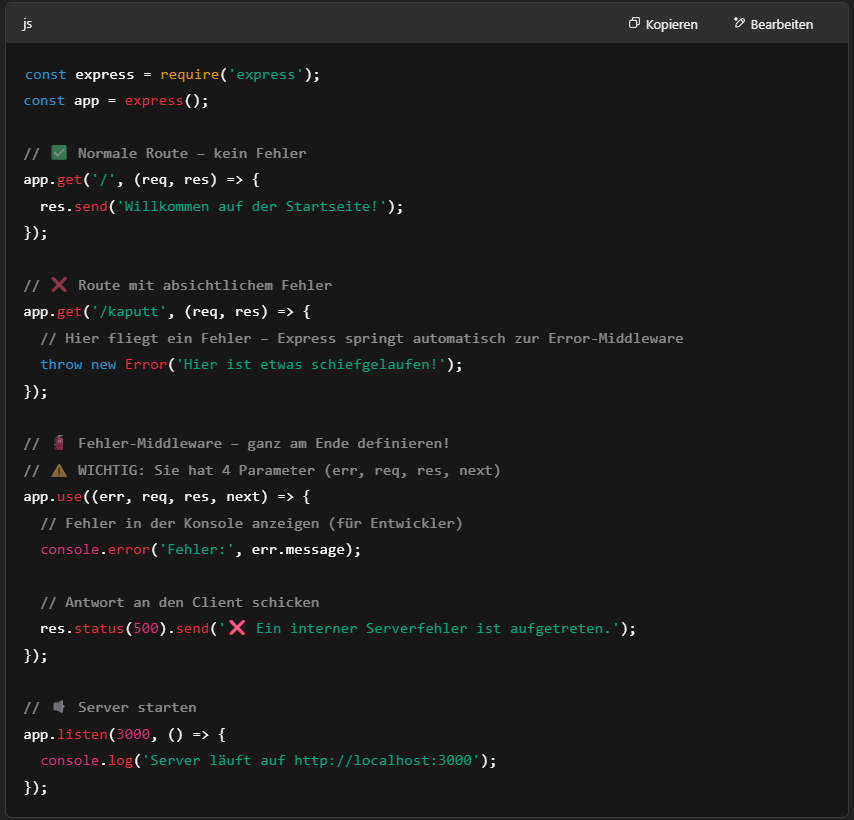 js
Kopieren
Bearbeiten
const express = require('express');
const app = express();
// ✅ Normale Route – kein Fehler
app.get('/', (req, res) => {
  res.send('Willkommen auf der Startseite!');
});
// ❌ Route mit absichtlichem Fehler
app.get('/kaputt', (req, res) => {
  // Hier fliegt ein Fehler – Express springt automatisch zur Error-Middleware
  throw new Error('Hier ist etwas schiefgelaufen!');
});
// 🧯 Fehler-Middleware – ganz am Ende definieren!
// ⚠️ WICHTIG: Sie hat 4 Parameter (err, req, res, next)
app.use((err, req, res, next) => {
  // Fehler in der Konsole anzeigen (für Entwickler)
  console.error('Fehler:', err.message);
  // Antwort an den Client schicken
  res.status(500).send('❌ Ein interner Serverfehler ist aufgetreten.');
});
// 🔈 Server starten
app.listen(3000, () => {
  console.log('Server läuft auf http://localhost:3000');
});